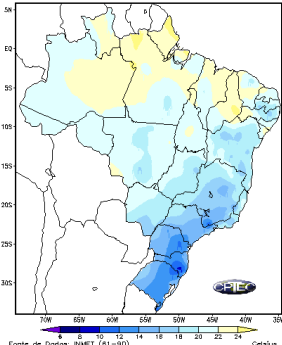 5N
EQ
5S
10S
15S
20S
25S
30S
CPTEC
70W 65W 60W 55W 50W 45W 40W 35W
6 8 10 12 14 16 18 20 22 24
Fonte de Dados: INMET (61-90) Celsius